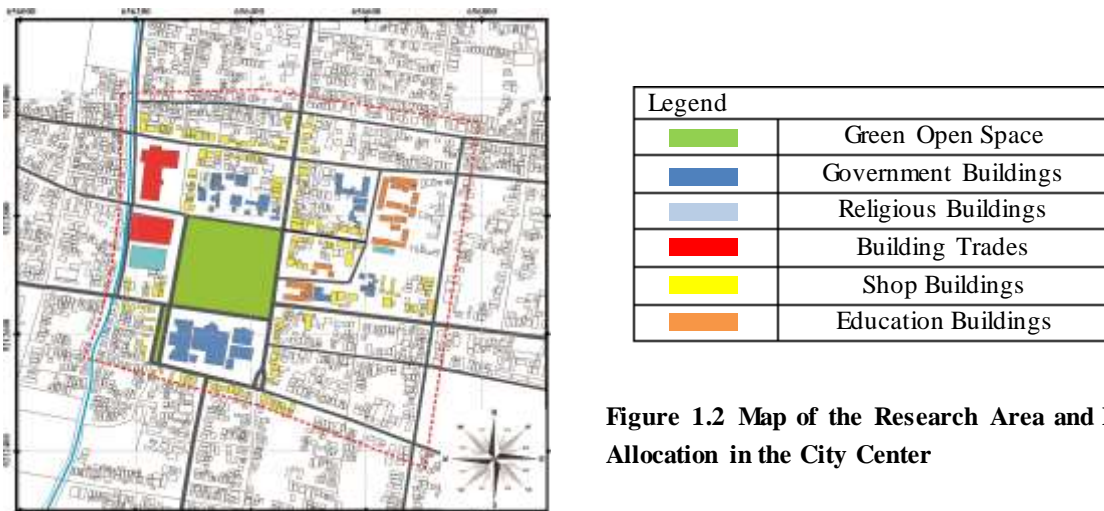 Legend
Green Open Space
Government Buildings
Religious Buildings
Building Trades
Shop Buildings
Education Buildings
Figure 1.2 Map of the Research Area and
Allocation in the City Center